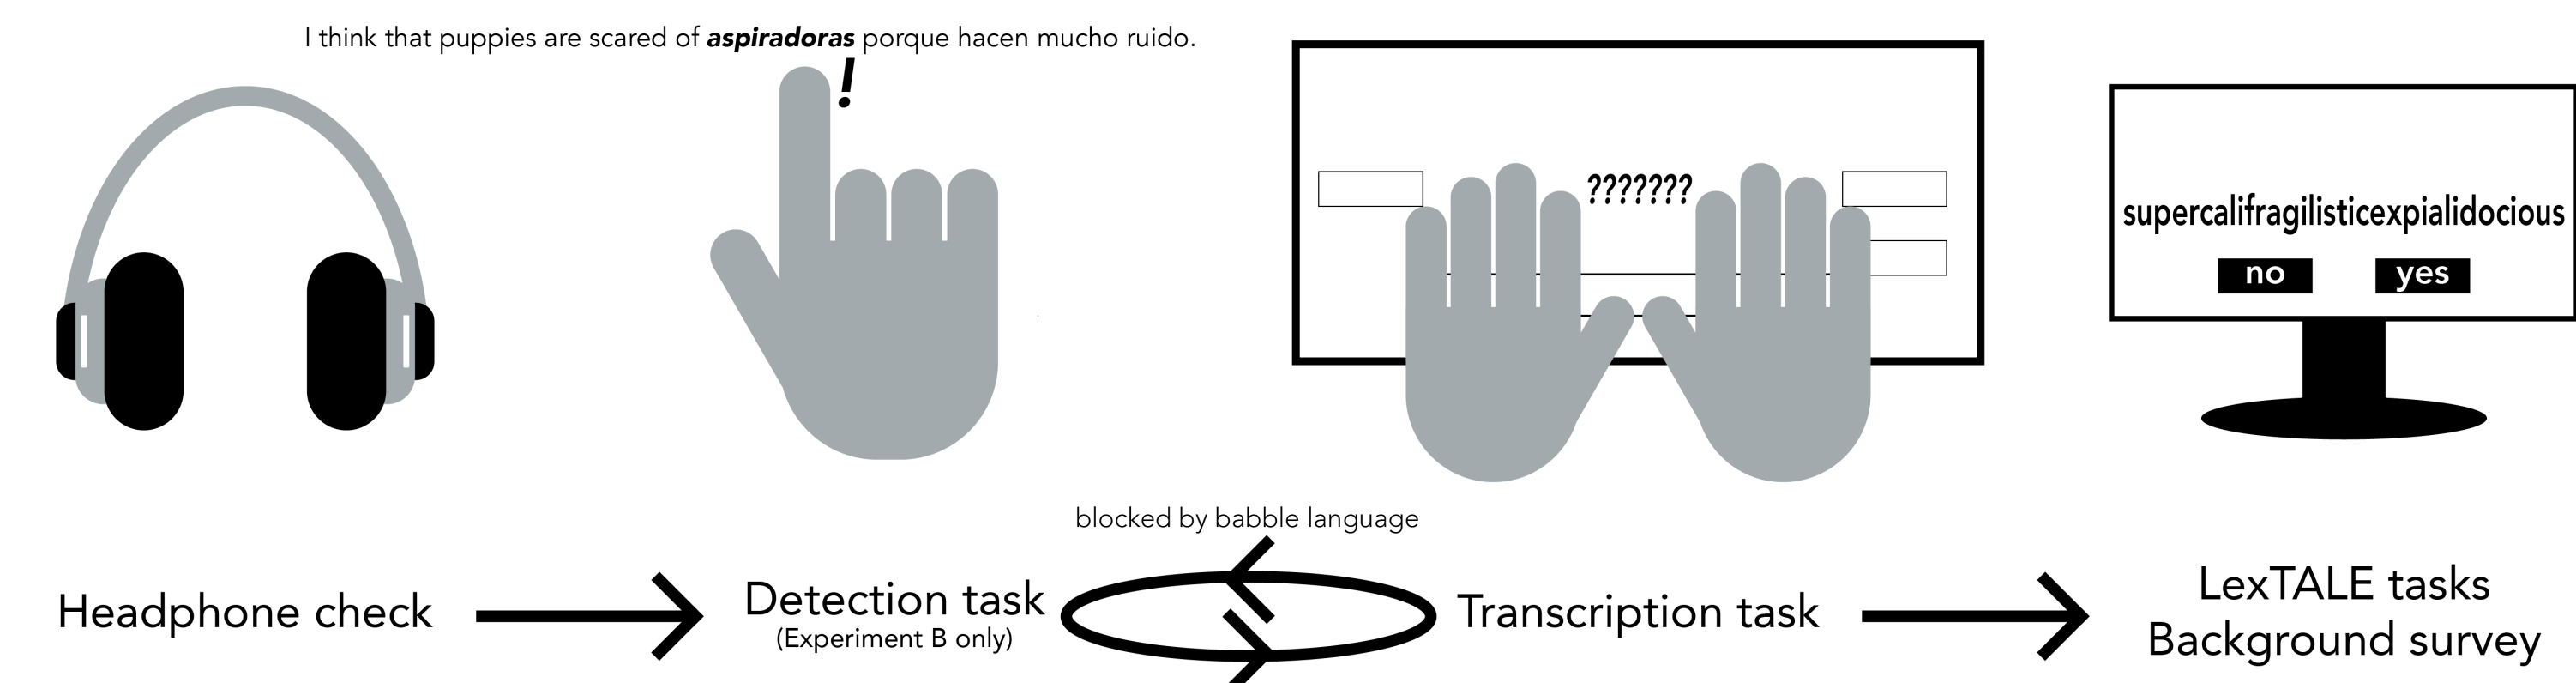 I think that puppies are scared of aspiradoras porque hacen mucho ruido.
!
???????
supercalifragilisticexpialidocious
no yes
blocked by babble language
Headphone check
Detection task
(Experiment B only)
Transcription task
LexTALE tasks
Background survey